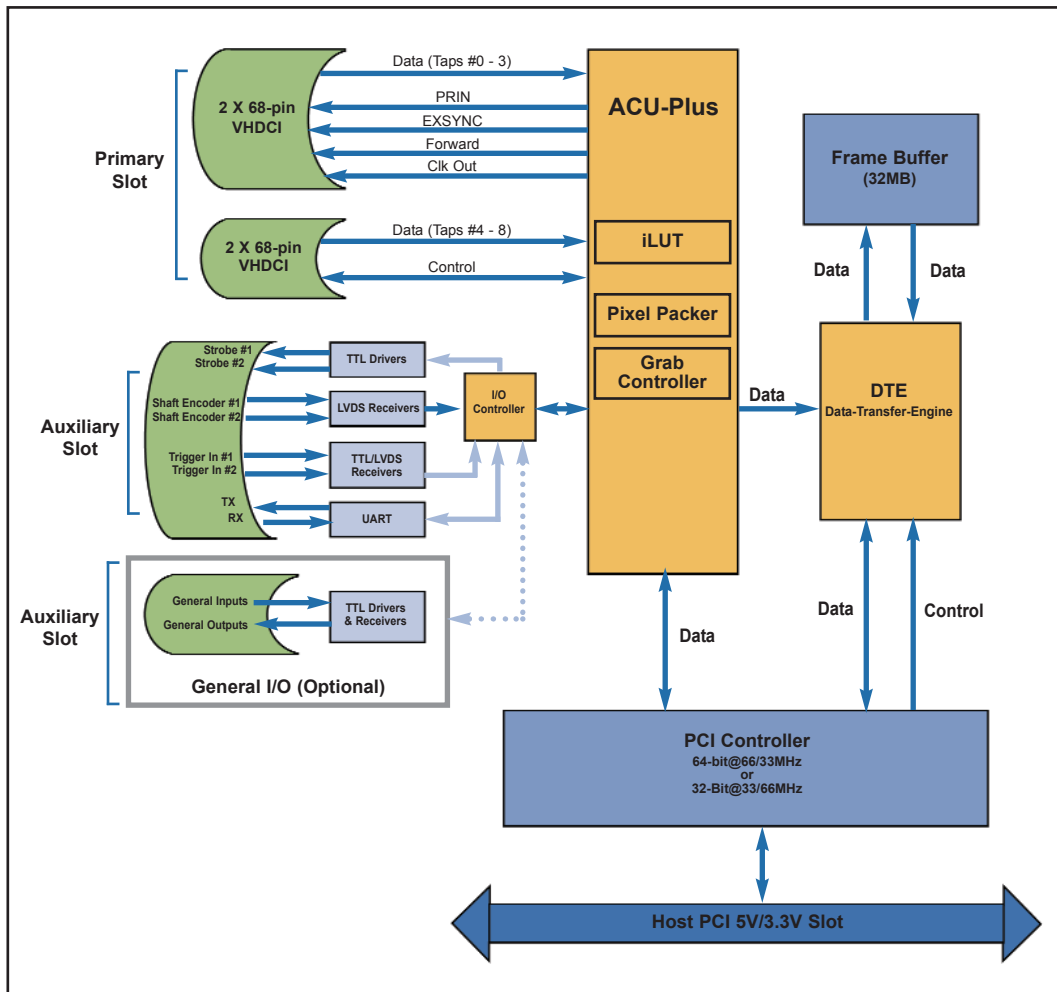 Primary
Slot
2 X 68-pin
VHDCI
Data (Taps #0 - 3)
PRIN
EXSYNC
Forward
Clk Out
2 X 68-pin
VHDCI
Data (Taps #4 - 8)
Control
ACU-Plus
iLUT
Pixel Packer
Grab
Controller
Frame Buffer
(32MB)
Data
Data
Data
DTE
Data-Transfer-Engine
Auxiliary
Slot
Strobe #1
Strobe #2
Shaft Encoder #1
Shaft Encoder #2
Trigger In #1
Trigger In #2
TX
RX
TTL Drivers
LVDS Receivers
TTL/LVDS
Receivers
UART
I/O
Controller
Auxiliary
Slot
General Inputs
General Outputs
TTL Drivers
& Receivers
General I/O (Optional)
Data
Data
Control
PCI Controller
64-bit@66/33MHz
or
32-Bit@33/66MHz
Host PCI 5V/3.3V Slot